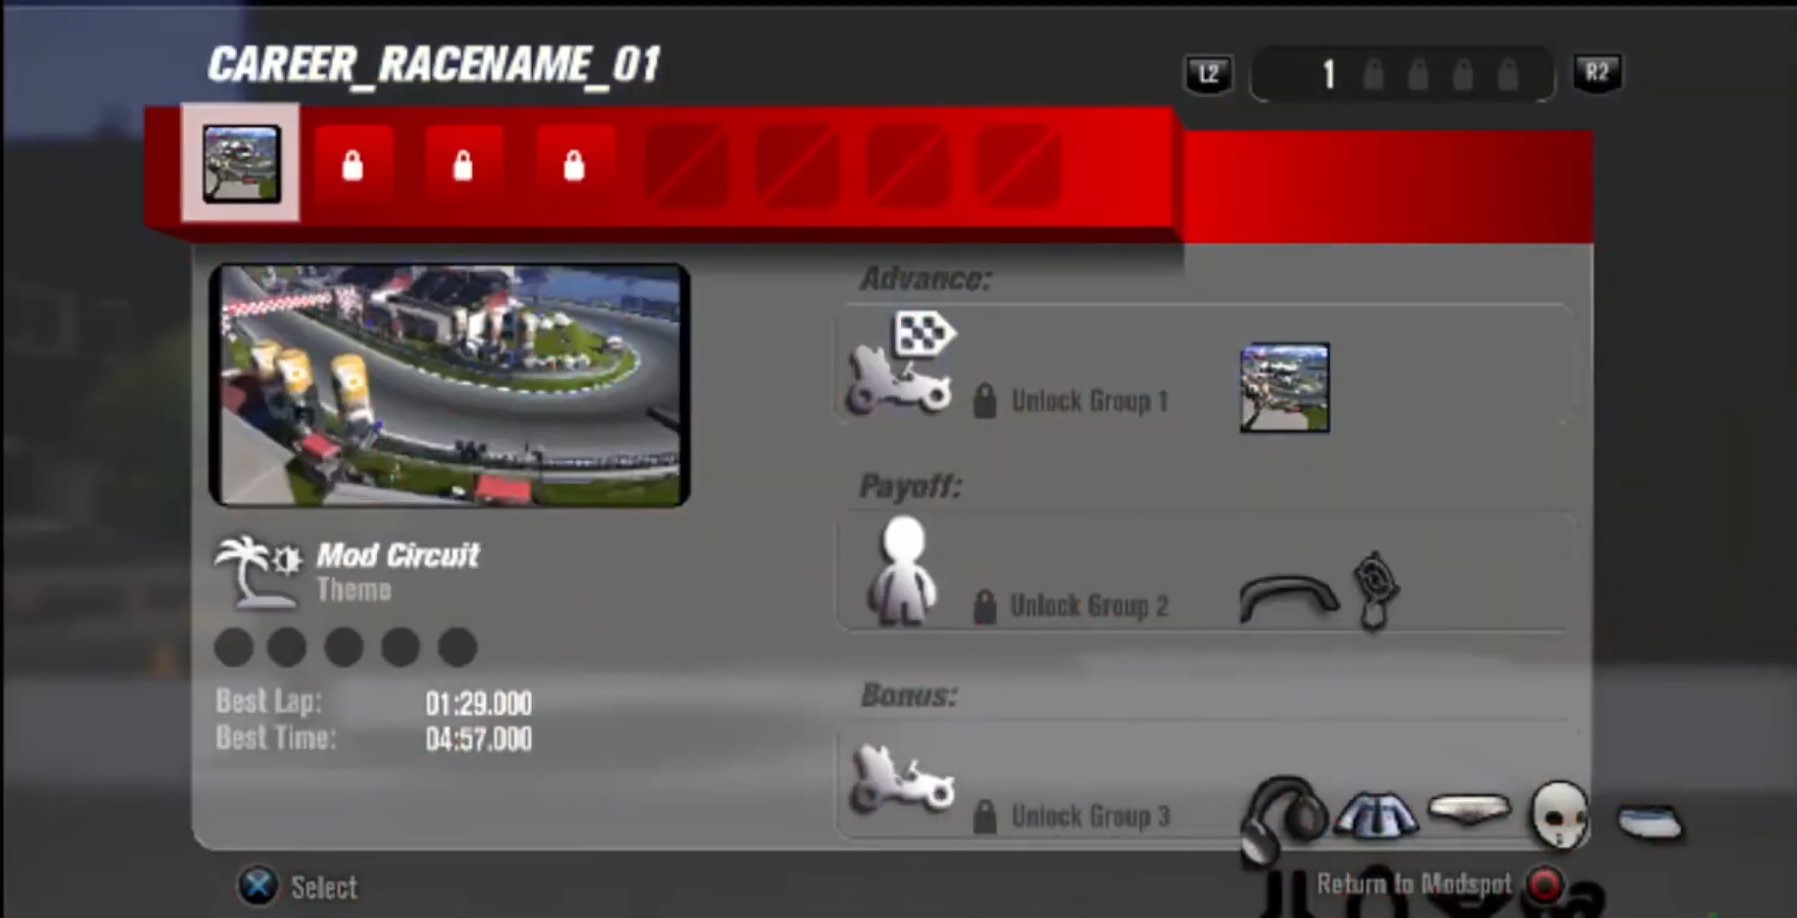 CAREER_RACENAME_01
L2
1
R2
Advance:
Unlock Group 1
Payoff:
Mod Circuit
Theme
Unlock Group 2
Best Lap: 01:29.000
Best Time: 04:57.000
Bonus:
Unlock Group 3
Select
Return to Modspot